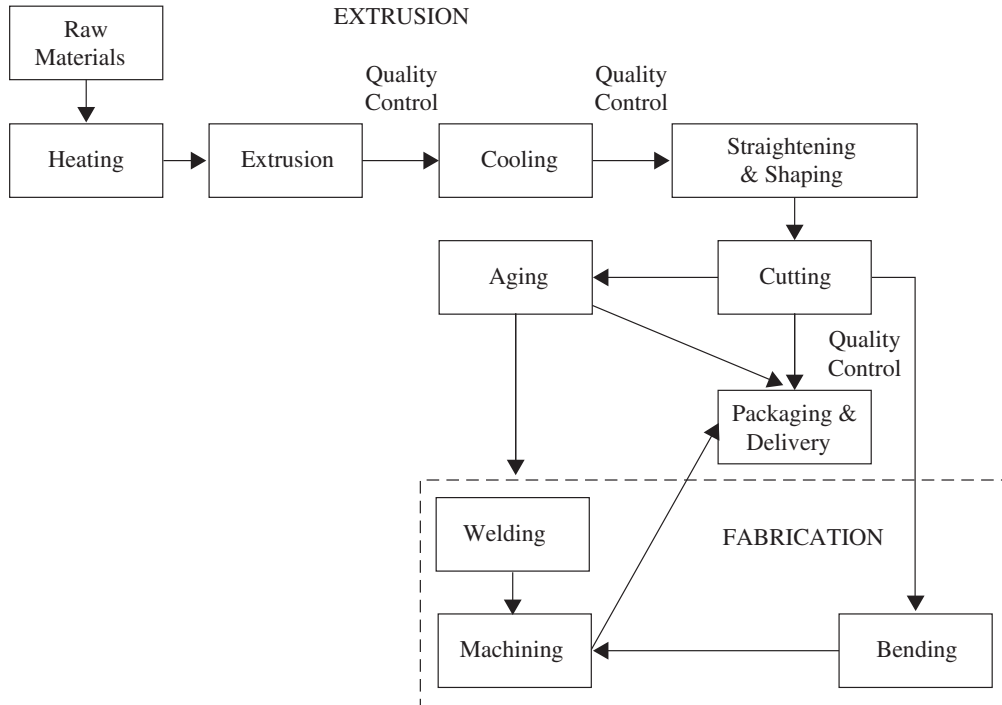 EXTRUSION
Raw
Materials
Quality
Control
Quality
Control
Heating
Extrusion
Cooling
Straightening
& Shaping
Aging
Cutting
Quality
Control
Packaging &
Delivery
Welding
FABRICATION
Machining
Bending